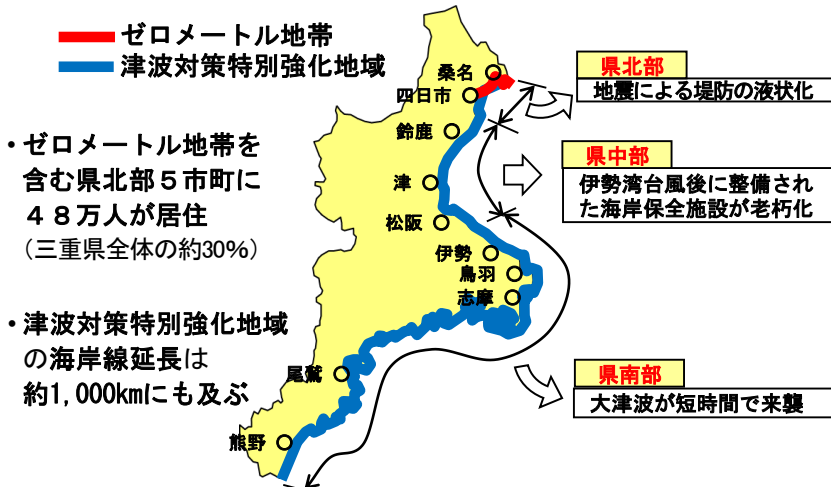 ゼロメートル地帯
津波対策特別強化地域
・ゼロメートル地帯を
含む県北部５市町に
４８万人が居住
（三重県全体の約30%）
・津波対策特別強化地域
の海岸線延長は
約1,000kmにも及ぶ
桑名
四日市
鈴鹿
津
松阪
伊勢
鳥羽
志摩
尾鷲
熊野
県北部
地震による堤防の液状化
県中部
伊勢湾台風後に整備され
た海岸保全施設が老朽化
県南部
大津波が短時間で来襲